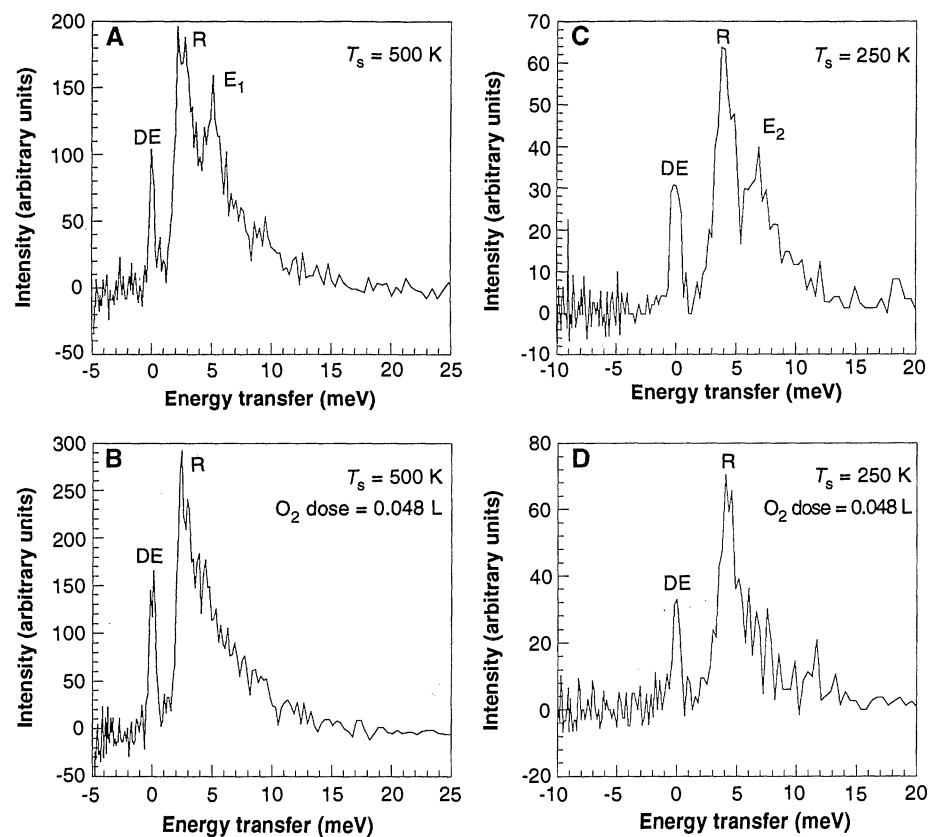 A
200
150
100
50
0
-50
Intensity (arbitrary units)
DE
R
E1
Ts = 500 K
-5 0 5 10 15 20 25
Energy transfer (meV)
C
70
60
50
40
30
20
10
0
-10
Intensity (arbitrary units)
DE
R
E2
Ts = 250 K
-10 -5 0 5 10 15 20
Energy transfer (meV)
B
300
250
200
150
100
50
0
-50
Intensity (arbitrary units)
DE
R
Ts = 500 K
O2 dose = 0.048 L
-5 0 5 10 15 20 25
Energy transfer (meV)
D
80
60
40
20
0
-20
Intensity (arbitrary units)
DE
R
Ts = 250 K
O2 dose = 0.048 L
-10 -5 0 5 10 15 20
Energy transfer (meV)